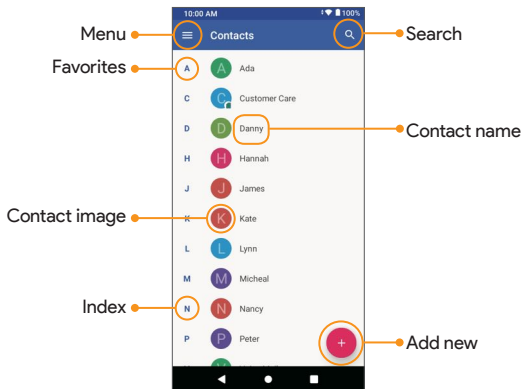 10:00 AM 100%
Menu
Contacts
Search
Favorites
A A Ada
C C Customer Care
D D Danny
Contact name
H H Hannah
J J James
Contact image
K K Kate
L L Lynn
M M Micheal
Index
N N Nancy
P P Peter
Add new